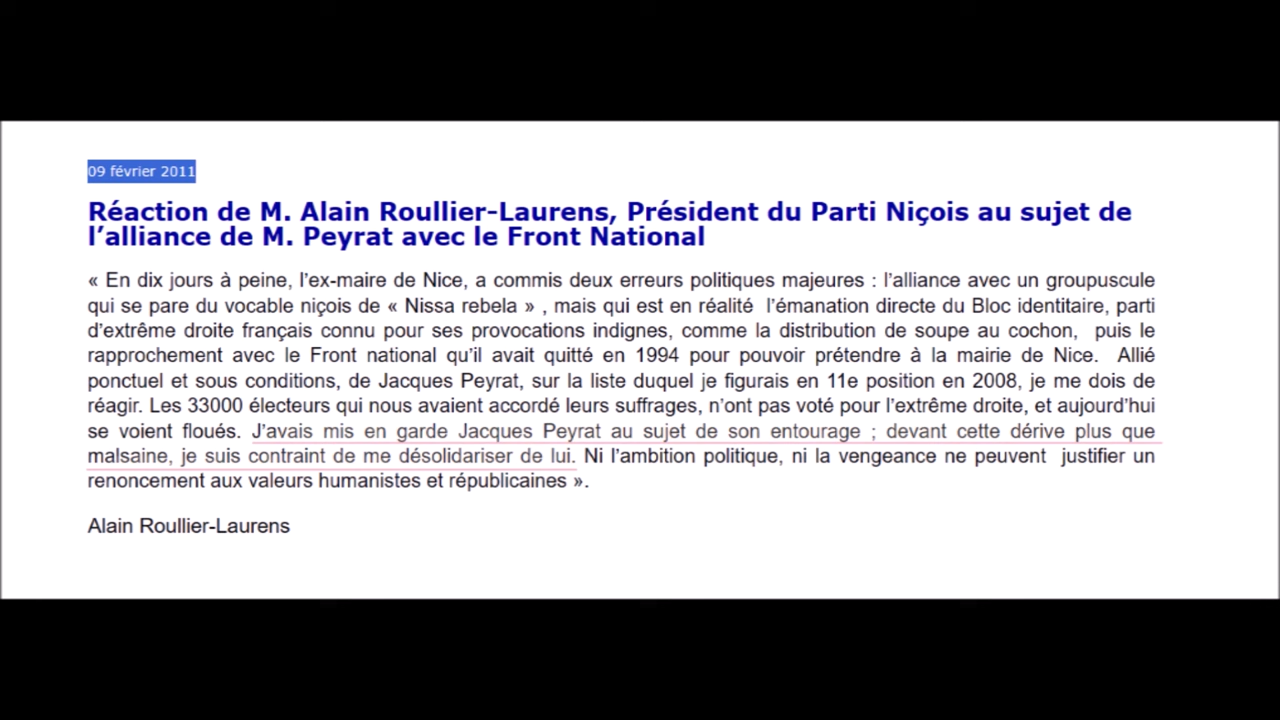 09 février 2011
Réaction de M. Alain Roullier-Laurens, Président du Parti Niçois au sujet de
l’alliance de M. Peyrat avec le Front National
« En dix jours à peine, l’ex-maire de Nice, a commis deux erreurs politiques majeures : l’alliance avec un groupuscule
qui se pare du vocable niçois de « Nissa rebela » , mais qui est en réalité l’émanation directe du Bloc identitaire, parti
d’extrême droite français connu pour ses provocations indignes, comme la distribution de soupe au cochon, puis le
rapprochement avec le Front national qu’il avait quitté en 1994 pour pouvoir prétendre à la mairie de Nice. Allié
ponctuel et sous conditions, de Jacques Peyrat, sur la liste duquel je figurais en 11e position en 2008, je me dois de
réagir. Les 33000 électeurs qui nous avaient accordé leurs suffrages, n’ont pas voté pour l’extrême droite, et aujourd’hui
se voient floués. J’avais mis en garde Jacques Peyrat au sujet de son entourage ; devant cette dérive plus que
malsaine, je suis contraint de me désolidariser de lui. Ni l’ambition politique, ni la vengeance ne peuvent justifier un
renoncement aux valeurs humanistes et républicaines ».
Alain Roullier-Laurens